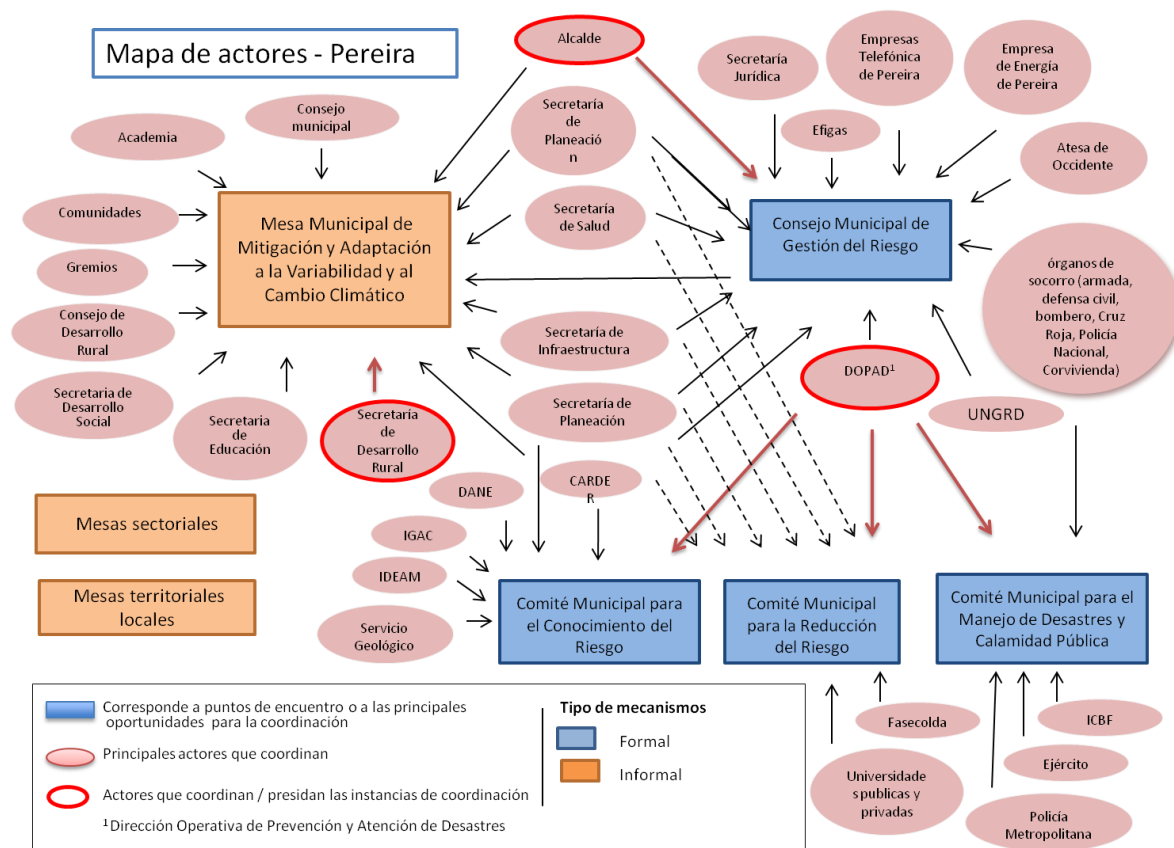 Mapa de actores - Pereira
Alcalde
Secretaría
Jurídica
Empresas
Telefónica
de Pereira
Empresa
de Energía
de Pereira
Consejo
municipal
Academia
Secretaría
de
Planeació
n
Efigas
Atesa de
Occidente
Comunidades
Mesa Municipal de
Mitigación y Adaptación
a la Variabilidad y al
Cambio Climático
Secretaría
de Salud
Consejo Municipal de
Gestión del Riesgo
Gremios
órganos de
socorro (armada,
defensa civil,
bombero, Cruz
Roja, Policía
Nacional,
Corvivienda)
Consejo de
Desarrollo
Rural
Secretaría de
Infraestructura
DOPAD¹
Secretaria de
Desarrollo
Social
Secretaria
de
Educación
Secretaría
de
Desarrollo
Rural
Secretaría de
Planeación
UNGRD
DANE
CARDE
R
Mesas sectoriales
IGAC
IDEAM
Mesas territoriales
locales
Servicio
Geológico
Comité Municipal para
el Conocimiento del
Riesgo
Comité Municipal
para la Reducción
del Riesgo
Comité Municipal para el
Manejo de Desastres y
Calamidad Pública
Corresponde a puntos de encuentro o a las principales
oportunidades para la coordinación
Principales actores que coordinan
Actores que coordinan / presidan las instancias de coordinación
¹Dirección Operativa de Prevención y Atención de Desastres
Tipo de mecanismos
Formal
Informal
Fasecolda
ICBF
Universidade
s publicas y
privadas
Ejército
Policía
Metropolitana